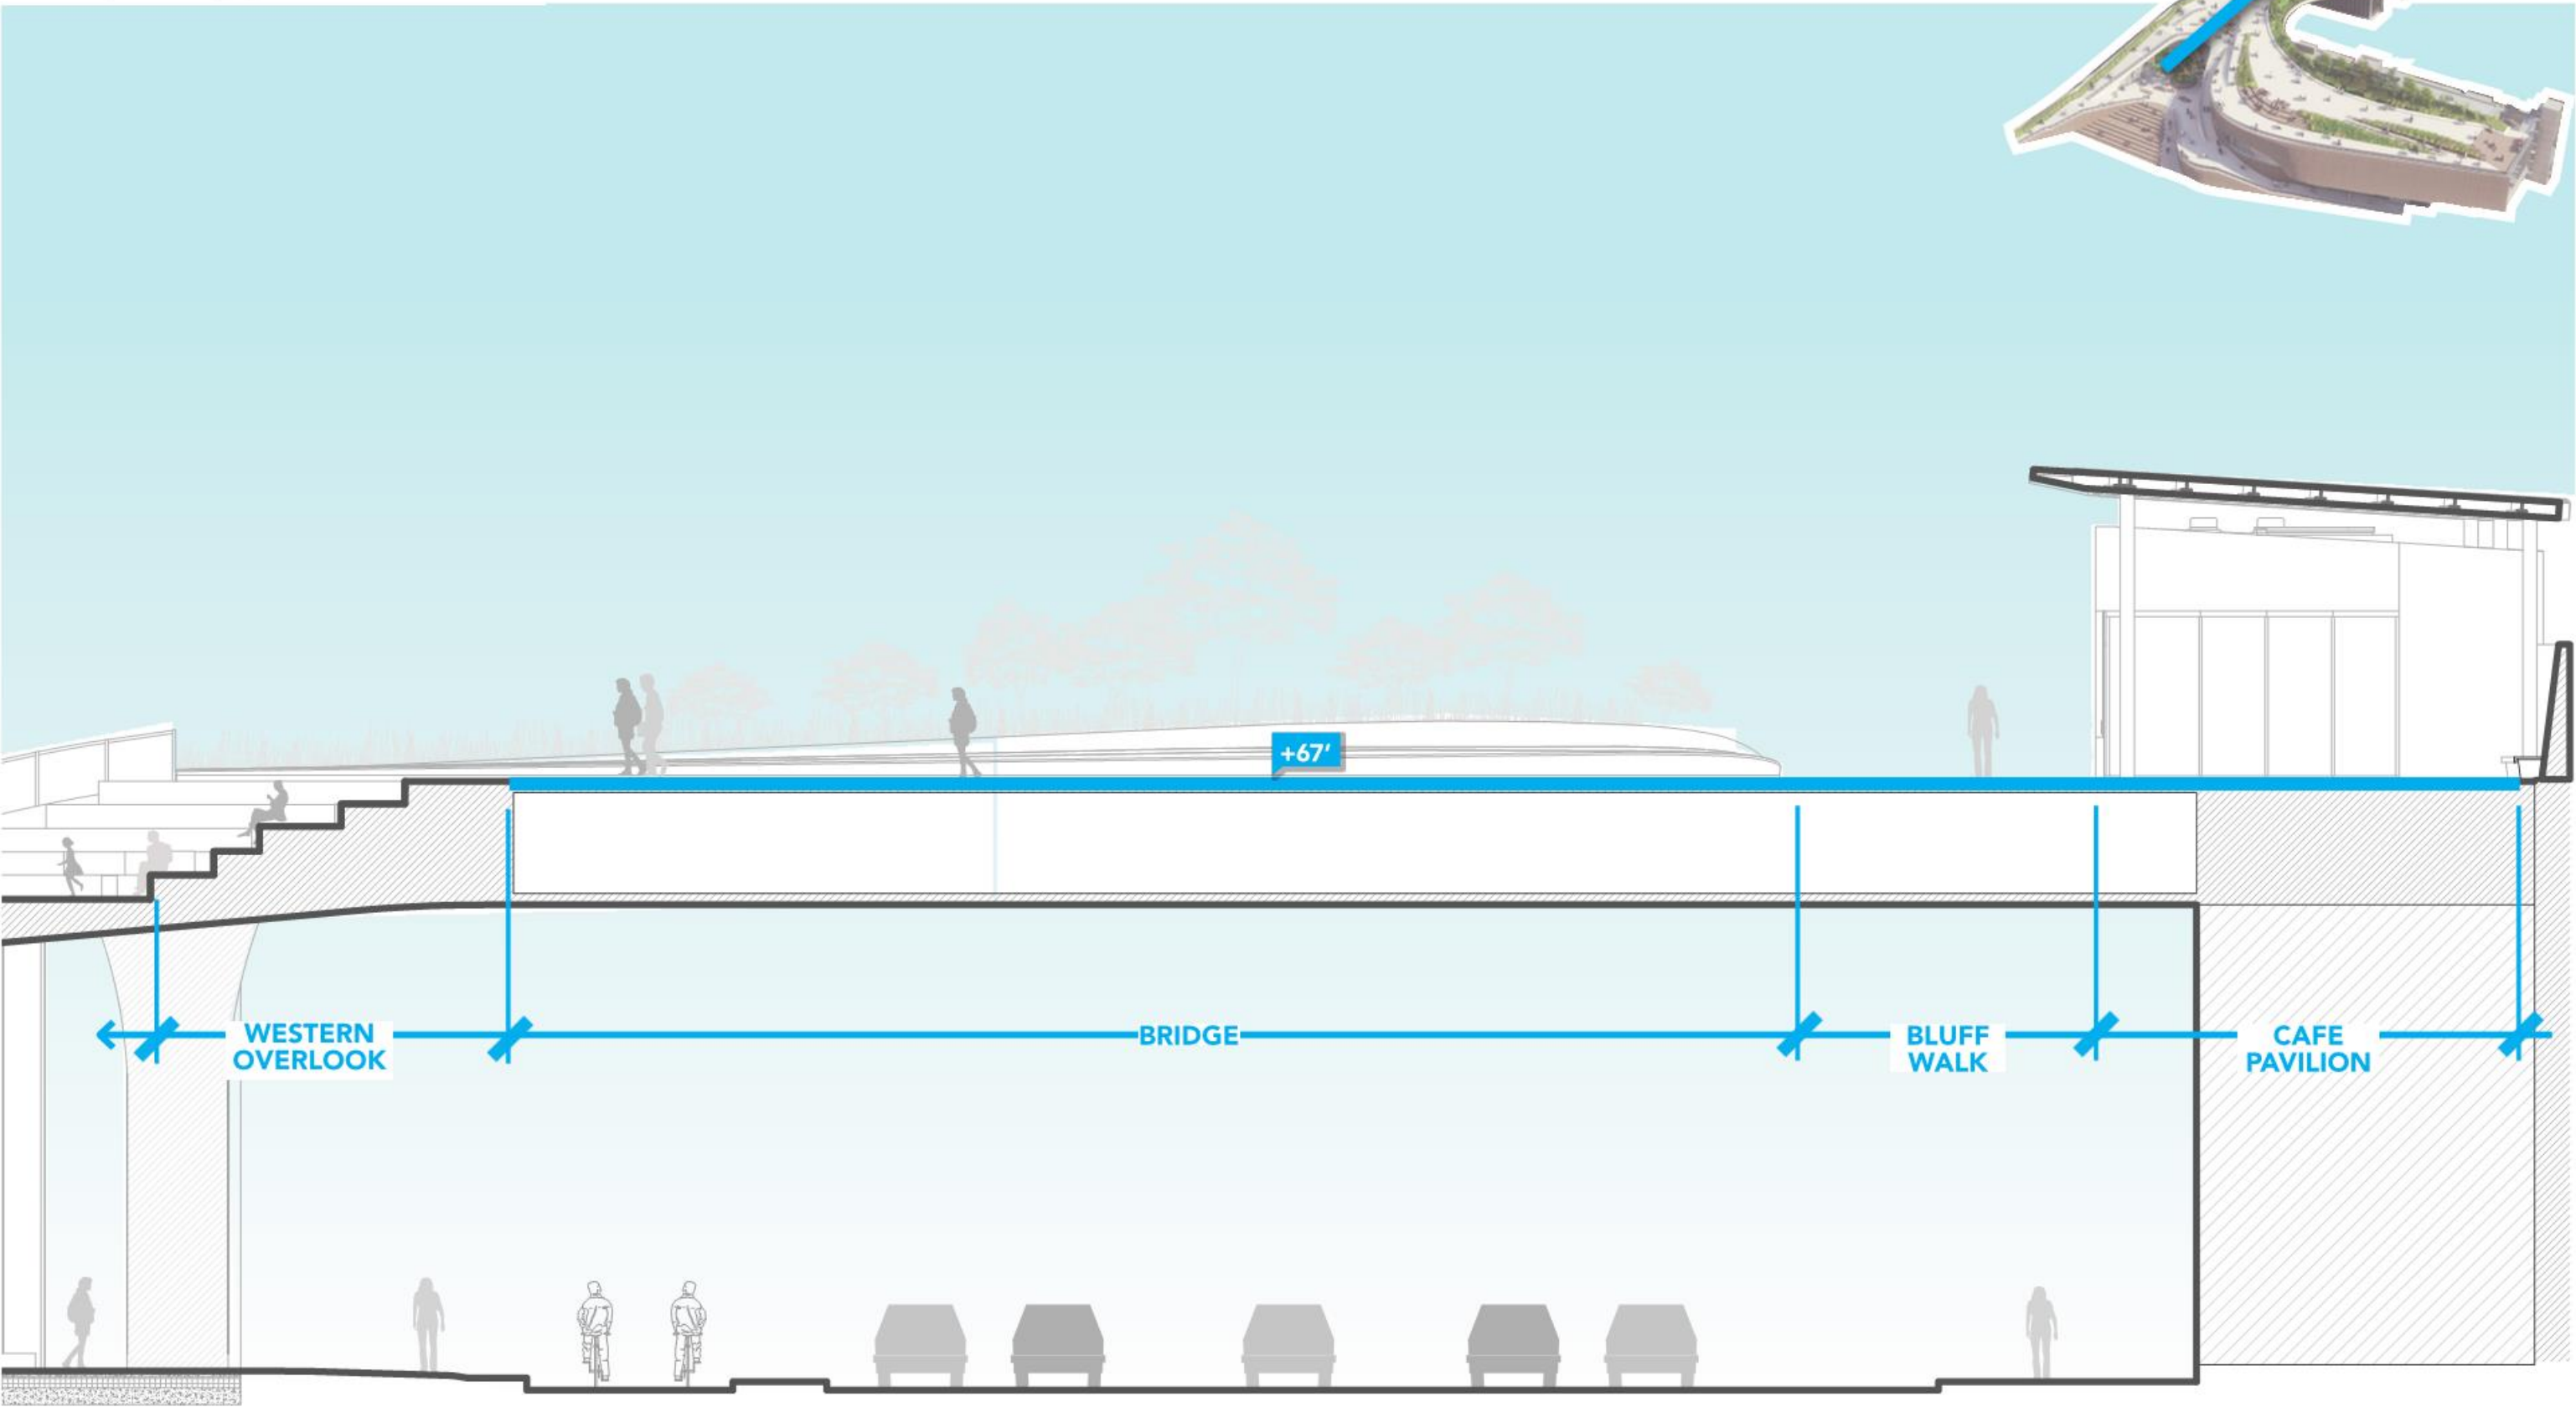 +67′
WESTERN
OVERLOOK
BRIDGE
BLUFF
WALK
CAFE
PAVILION